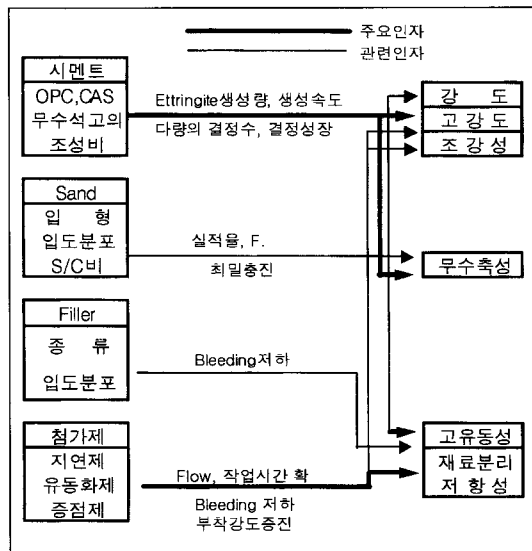 주요인자
관련인자
시멘트
OPC,CAS
무수석고의
조성비
Ettringite생성량, 생성속도
다량의 결정수, 결정성장
강 도
고 강 도
조 강 성
Sand
입 형
입도분포
S/C비
실적율, F.
최밀충진
무수축성
Filler
종 류
입도분포
Bleeding저하
첨가제
지연제
유동화제
증점제
Flow, 작업시간 확
Bleeding 저하
부착강도증진
고유동성
재료분리
저 항 성